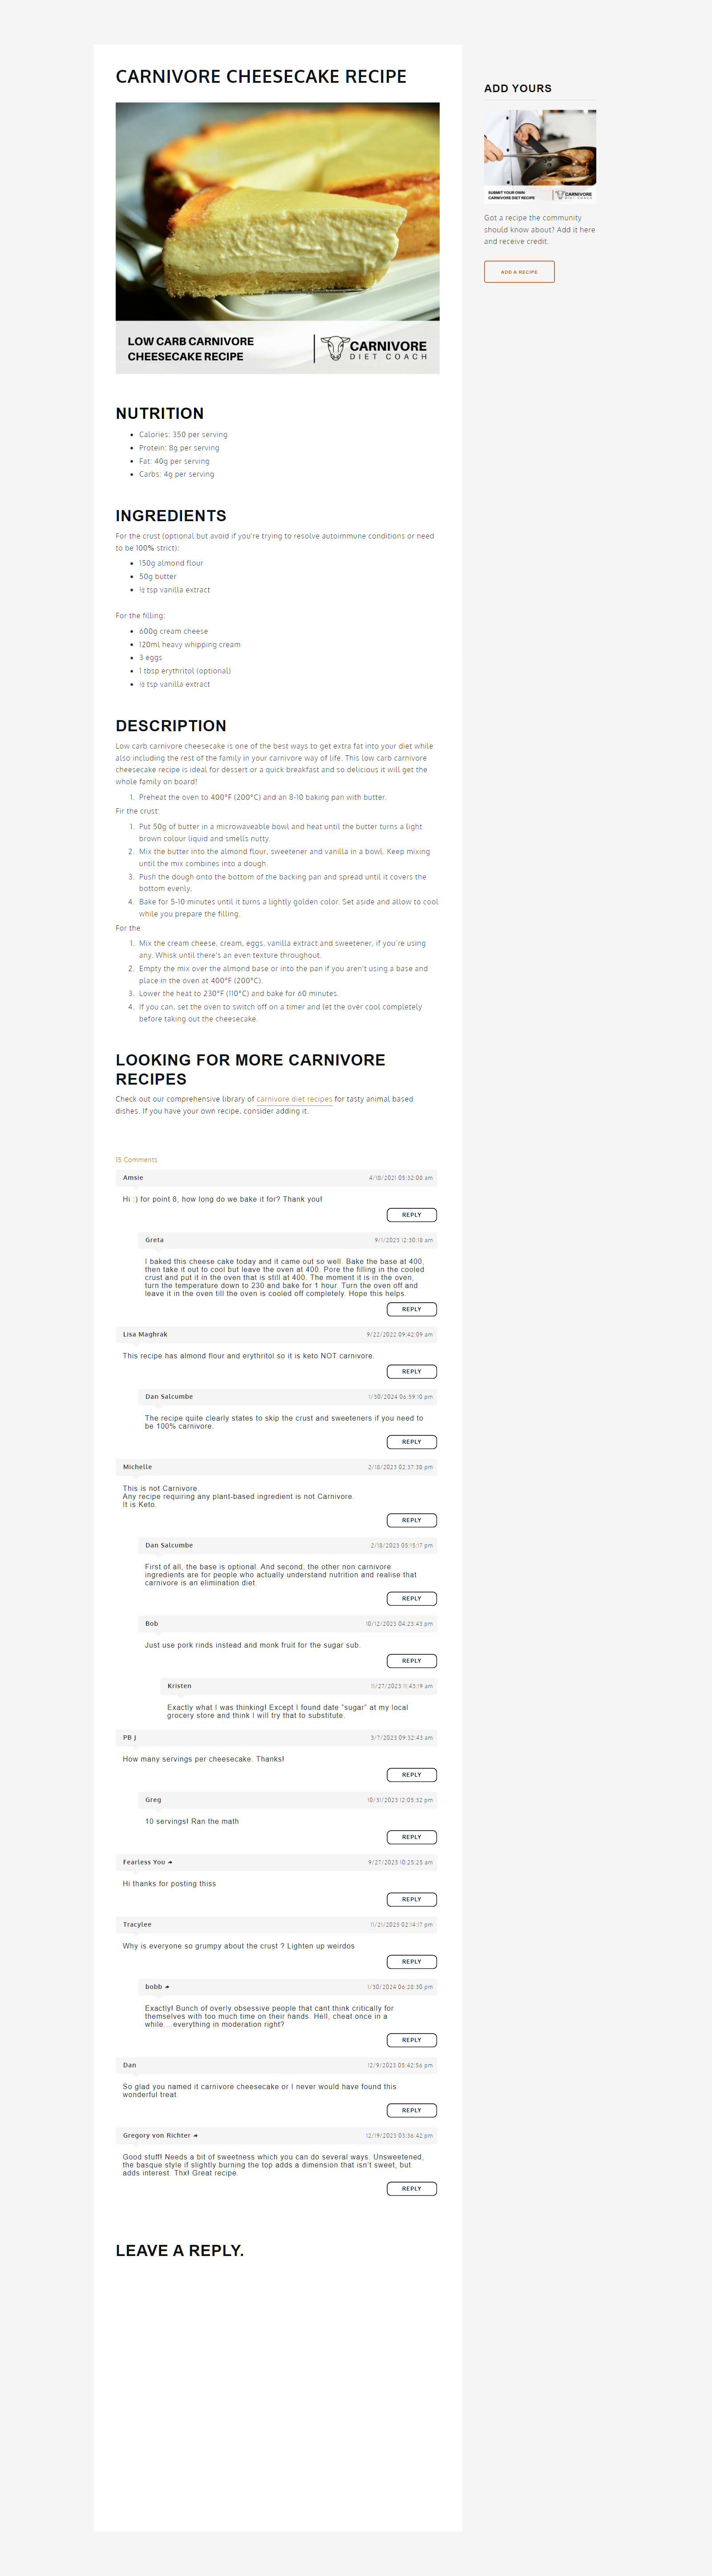 CARNIVORE CHEESECAKE RECIPE
LOW CARB CARNIVORE
CHEESECAKE RECIPE
CARNIVORE
DIET COACH
NUTRITION
Calories: 350 per serving
Protein: 8g per serving
Fat: 40g per serving
Carbs: 4g per serving
INGREDIENTS
For the crust (optional but avoid if you're trying to resolve autoimmune conditions or need
to be 100% strict):
150g almond flour
50g butter
½ tsp vanilla extract
For the filling:
600g cream cheese
120ml heavy whipping cream
3 eggs
1 tbsp erythritol (optional)
½ tsp vanilla extract
DESCRIPTION
Low carb carnivore cheesecake is one of the best ways to get extra fat into your diet while
also including the rest of the family in your carnivore way of life. This low carb carnivore
cheesecake recipe is ideal for dessert or a quick breakfast and so delicious it will get the
whole family on board!
1. Preheat the oven to 400°F (200°C) and an 8-10 baking pan with butter.
Fir the crust:
1. Put 50g of butter in a microwaveable bowl and heat until the butter turns a light
brown colour liquid and smells nutty.
2. Mix the butter into the almond flour, sweetener and vanilla in a bowl. Keep mixing
until the mix combines into a dough.
3. Push the dough onto the bottom of the backing pan and spread until it covers the
bottom evenly.
4. Bake for 5-10 minutes until it turns a lightly golden color. Set aside and allow to cool
while you prepare the filling.
For the
1. Mix the cream cheese, cream, eggs, vanilla extract and sweetener, if you're using
any. Whisk until there's an even texture throughout.
2. Empty the mix over the almond base or into the pan if you aren't using a base and
place in the oven at 400°F (200°C).
3. Lower the heat to 230°F (110°C) and bake for 60 minutes.
4. If you can, set the oven to switch off on a timer and let the over cool completely
before taking out the cheesecake.
LOOKING FOR MORE CARNIVORE
RECIPES
Check out our comprehensive library of carnivore diet recipes for tasty animal based
dishes. If you have your own recipe, consider adding it.
15 Comments
Amsie 4/18/2021 05:32:08 am
Hi :) for point 8, how long do we bake it for? Thank you!
REPLY
Greta 9/1/2023 12:30:18 am
I baked this cheese cake today and it came out so well. Bake the base at 400,
then take it out to cool but leave the oven at 400. Pore the filling in the cooled
crust and put it in the oven that is still at 400. The moment it is in the oven,
turn the temperature down to 230 and bake for 1 hour. Turn the oven off and
leave it in the oven till the oven is cooled off completely. Hope this helps.
REPLY
Lisa Maghrak 9/22/2022 09:42:09 am
This recipe has almond flour and erythritol so it is keto NOT carnivore.
REPLY
Dan Salcumbe 1/30/2024 06:59:10 pm
The recipe quite clearly states to skip the crust and sweeteners if you need to
be 100% carnivore.
REPLY
Michelle 2/18/2023 02:37:38 pm
This is not Carnivore.
Any recipe requiring any plant-based ingredient is not Carnivore.
It is Keto.
REPLY
Dan Salcumbe 2/18/2023 05:15:17 pm
First of all, the base is optional. And second, the other non carnivore
ingredients are for people who actually understand nutrition and realise that
carnivore is an elimination diet.
REPLY
Bob 10/12/2023 04:23:43 pm
Just use pork rinds instead and monk fruit for the sugar sub.
REPLY
Kristen 11/27/2023 11:43:19 am
Exactly what I was thinking! Except I found date “sugar” at my local
grocery store and think I will try that to substitute.
PB J 3/7/2023 09:32:43 am
How many servings per cheesecake. Thanks!
REPLY
Greg 10/31/2023 12:05:32 pm
10 servings! Ran the math
REPLY
Fearless You 9/27/2023 10:25:25 am
Hi thanks for posting thiss
REPLY
Tracylee 11/21/2023 02:14:17 pm
Why is everyone so grumpy about the crust ? Lighten up weirdos
REPLY
bobb 1/30/2024 06:28:30 pm
Exactly! Bunch of overly obsessive people that cant think critically for
themselves with too much time on their hands. Hell, cheat once in a
while....everything in moderation right?
REPLY
Dan 12/9/2023 05:42:56 pm
So glad you named it carnivore cheesecake or I never would have found this
wonderful treat.
REPLY
Gregory von Richter 12/19/2023 03:36:42 pm
Good stuff! Needs a bit of sweetness which you can do several ways. Unsweetened,
the basque style if slightly burning the top adds a dimension that isn’t sweet, but
adds interest. Thx! Great recipe.
REPLY
LEAVE A REPLY.
ADD YOURS
SUBMIT YOUR OWN
CARNIVORE DIET RECIPE
CARNIVORE
DIET COACH
Got a recipe the community
should know about? Add it here
and receive credit.
ADD A RECIPE